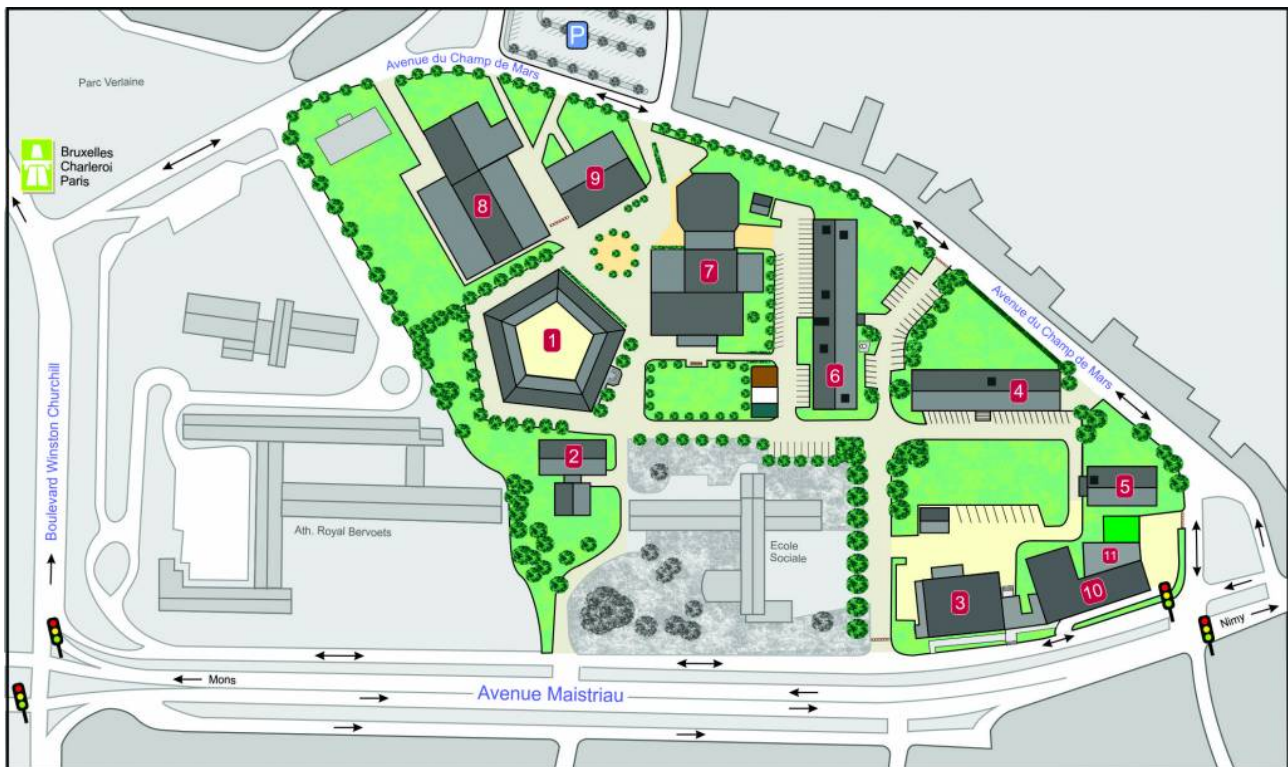 P
Avenue du Champ de Mars
Parc Verlaine
Bruxelles
Charleroi
Paris
9
8
7
Avenue du Champ de Mars
1
6
4
2
5
Boulevard Winston Churchill
Ath. Royal Bervoets
Ecole
Sociale
11
10
3
Nimy
Mons
Avenue Maistriau